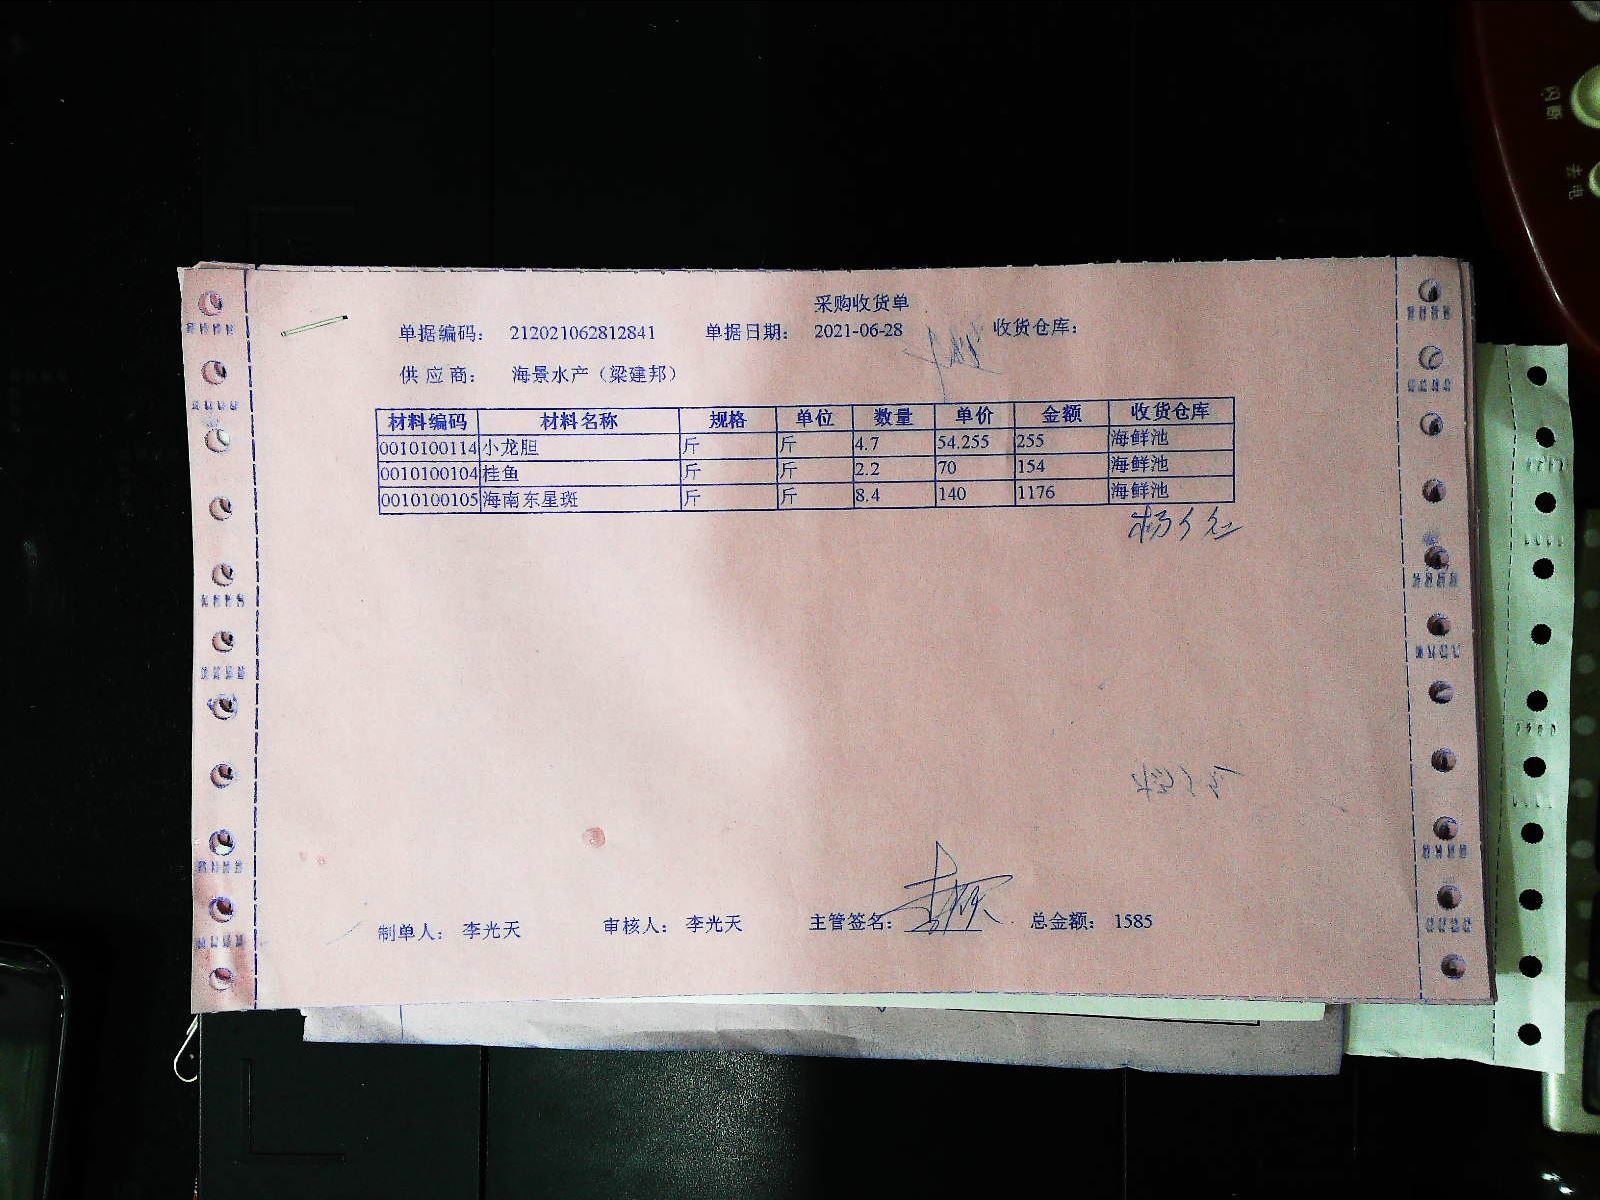 采购收货单
单据编码： 212021062812841 单据日期： 2021-06-28 收货仓库：
供应商： 海景水产（梁建邦）
材料编码 材料名称 规格 单位 数量 单价 金额 收货仓库
0010100114 小龙胆 斤 斤 4.7 54.255 255 海鲜池
0010100104 桂鱼 斤 斤 2.2 70 154 海鲜池
0010100105 海南东星斑 斤 斤 8.4 140 1176 海鲜池
制单人： 李光天 审核人： 李光天 主管签名： 总金额： 1585